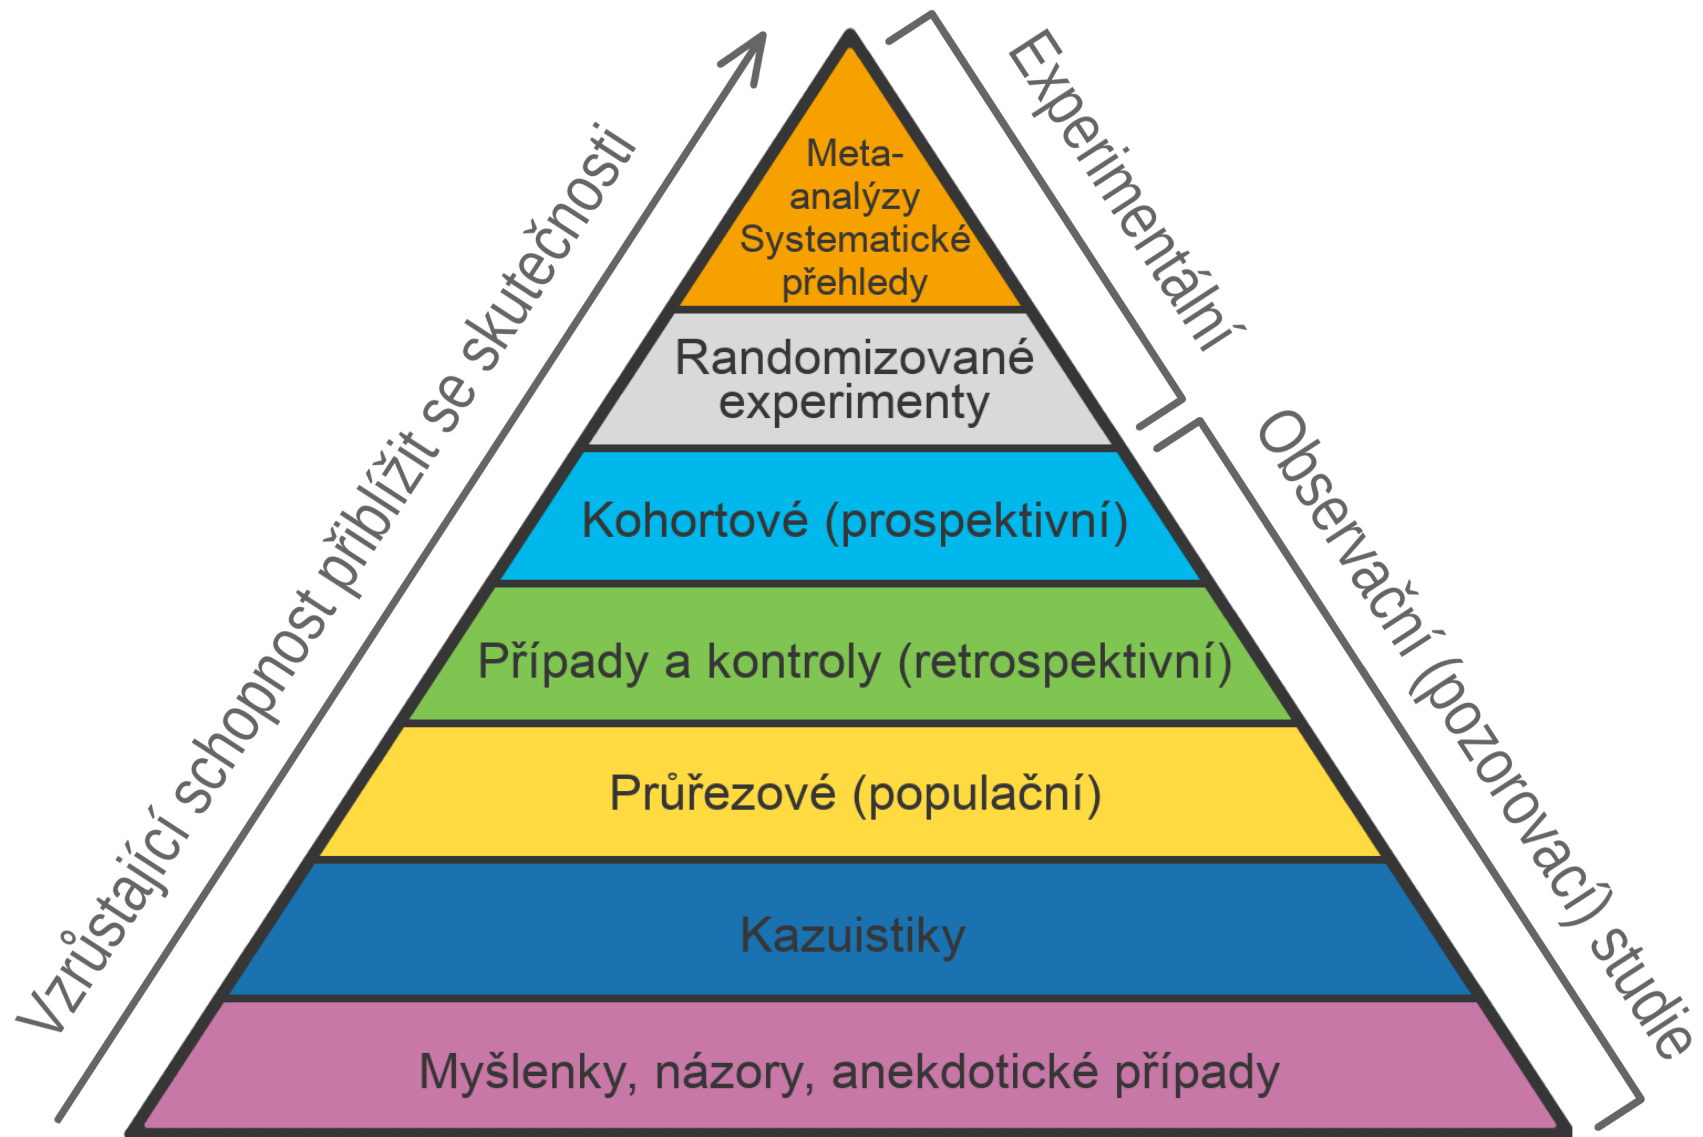 Vzrůstající schopnost přiblížit se skutečnosti
Experimentální
Observační (pozorovací) studie
Meta-
analýzy
Systematické
přehledy
Randomizované
experimenty
Kohortové (prospektivní)
Případy a kontroly (retrospektivní)
Průřezové (populační)
Kazuistiky
Myšlenky, názory, anekdotické případy